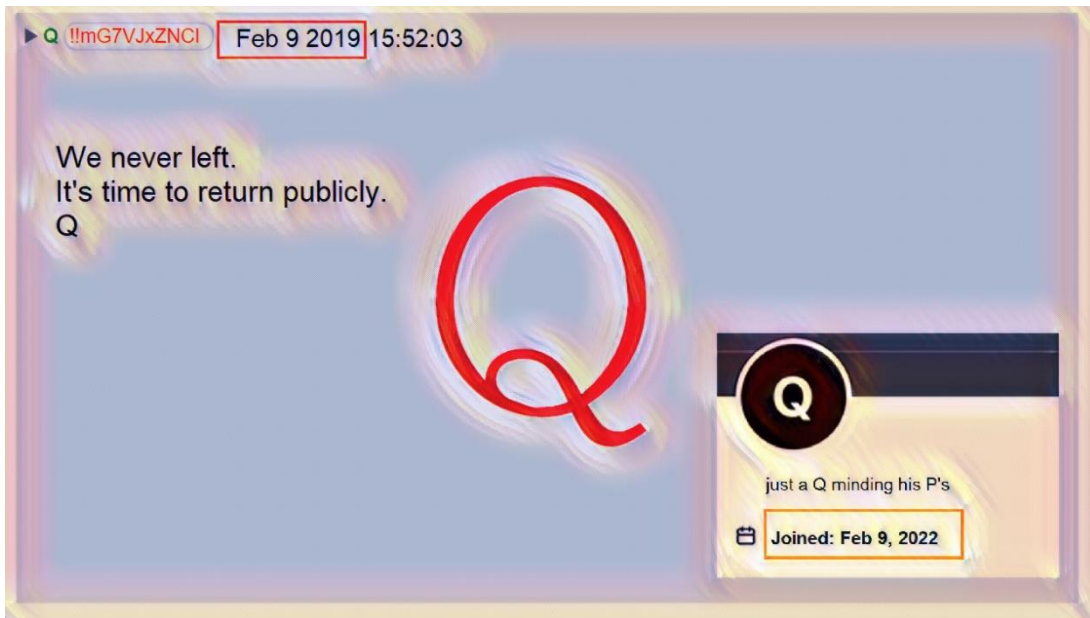 Q !!mG7VJxZNCI Feb 9 2019 15:52:03
We never left.
It's time to return publicly.
Q
Q
Q
just a Q minding his P's
Joined: Feb 9, 2022